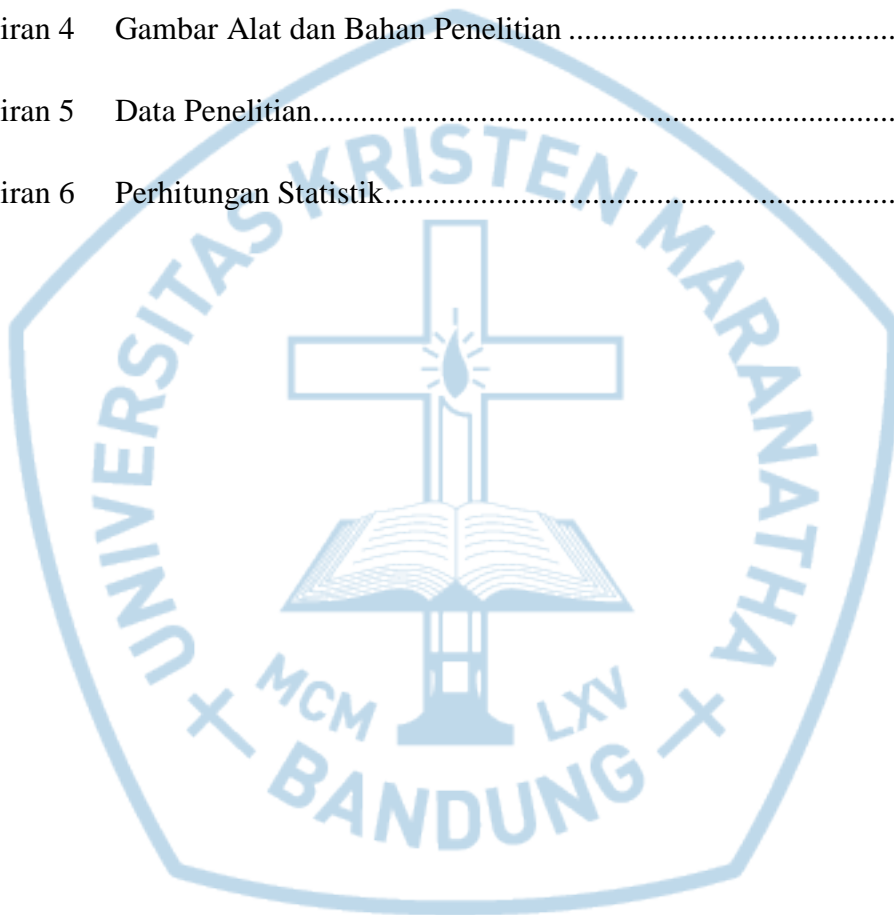 iran 4 Gambar Alat dan Bahan Penelitian ..........................................
iran 5 Data Penelitian..........................................................................
iran 6 Perhitungan Statistik.................................................................
UNIVERSITAS KRISTEN MARANATHA
MCM LXV
BANDUNG